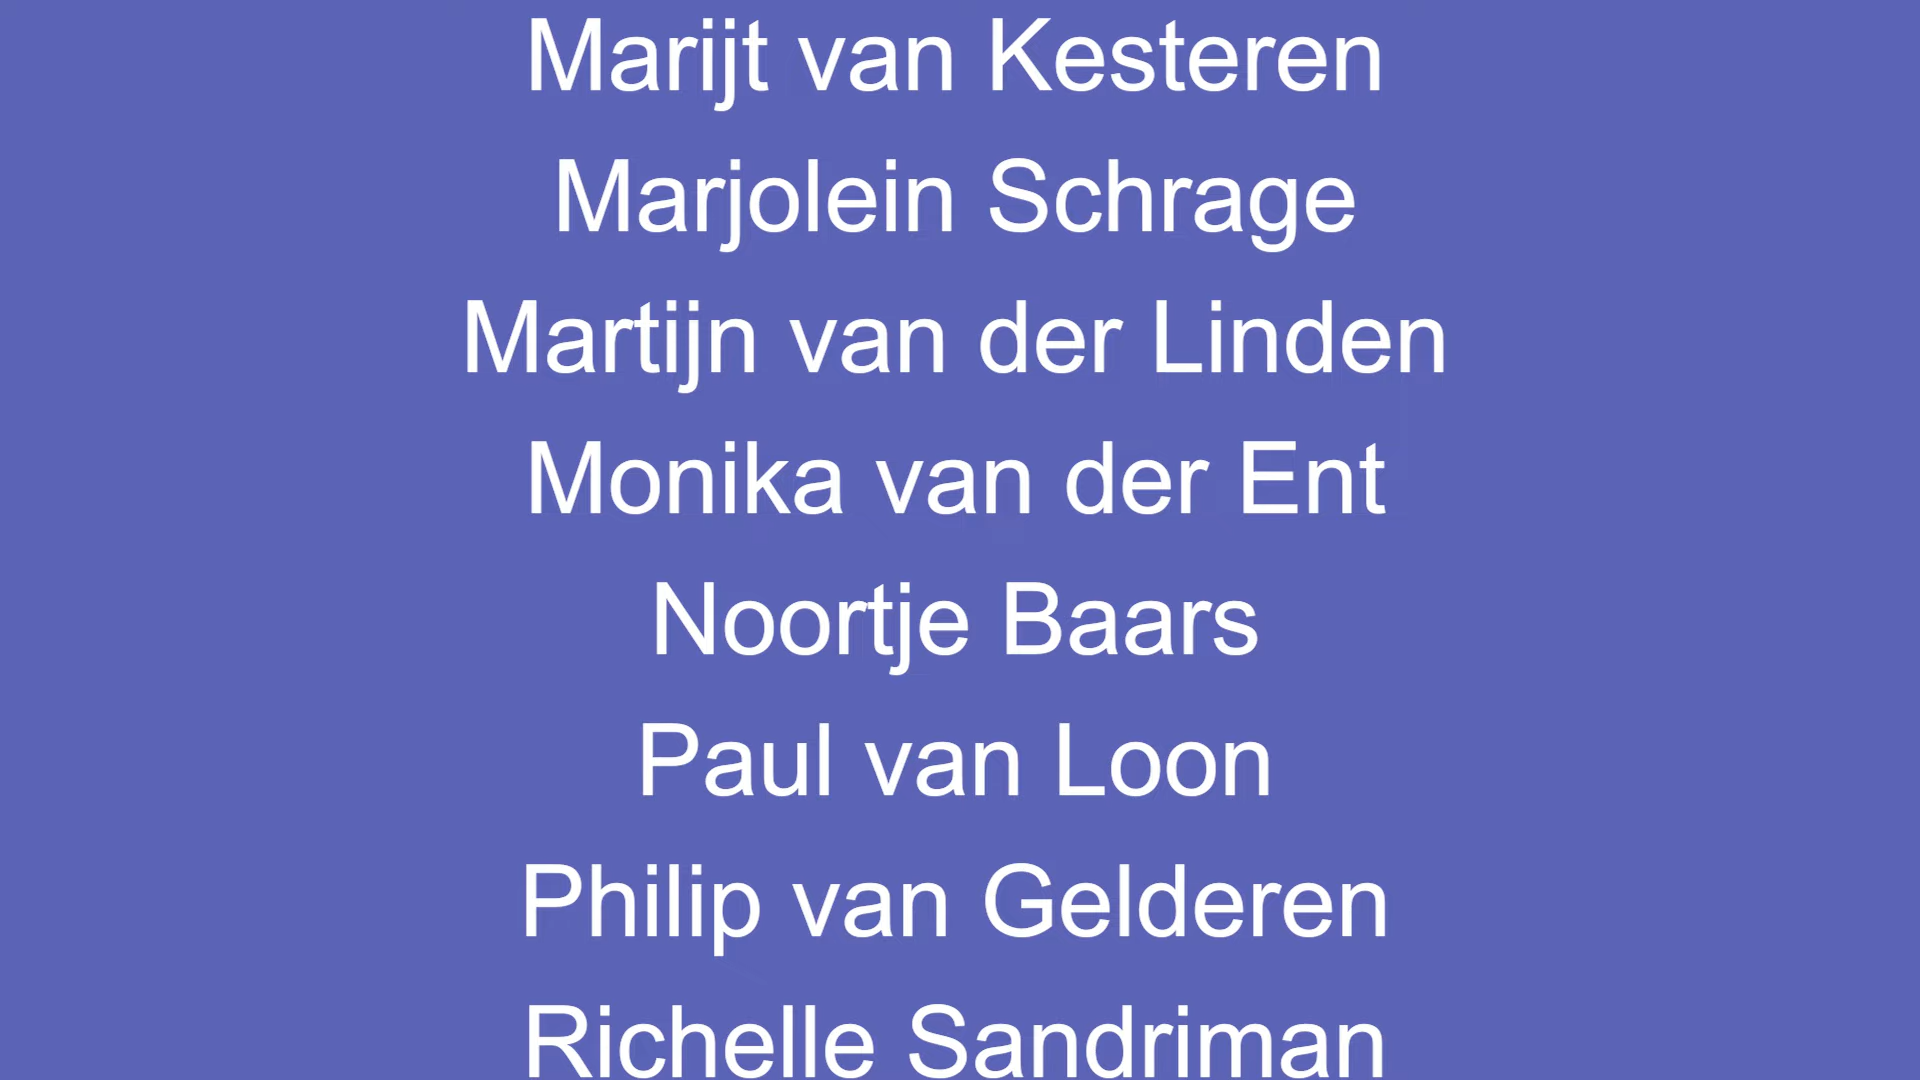 Marijt van Kesteren
Marjolein Schrage
Martijn van der Linden
Monika van der Ent
Noortje Baars
Paul van Loon
Philip van Gelderen
Richelle Sandriman